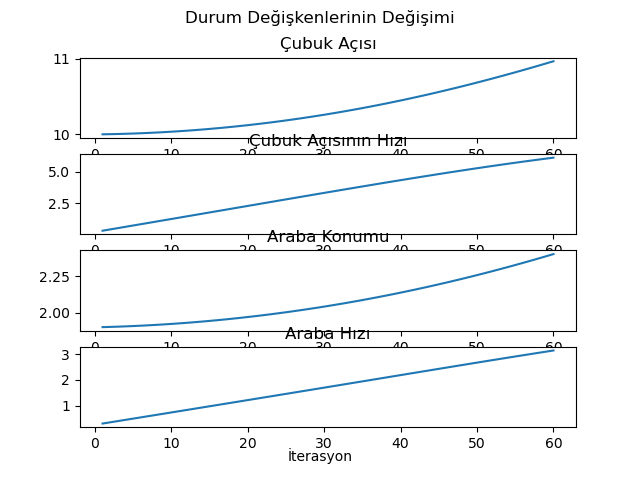 Durum Değişkenlerinin Değişimi
Çubuk Açısı
11
10
0 10 20 30 40 50 60
Çubuk Açısının Hızı
5.0
2.5
0 10 20 30 40 50 60
Araba Konumu
2.25
2.00
0 10 20 30 40 50 60
Araba Hızı
3
2
1
0 10 20 30 40 50 60
İterasyon